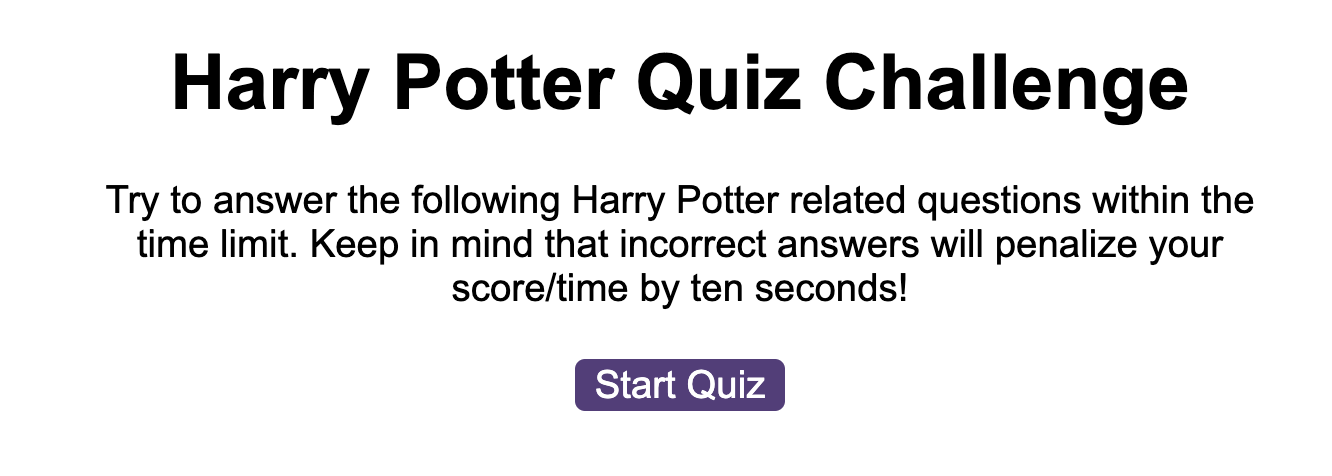 Harry Potter Quiz Challenge
Try to answer the following Harry Potter related questions within the
time limit. Keep in mind that incorrect answers will penalize your
score/time by ten seconds!
Start Quiz